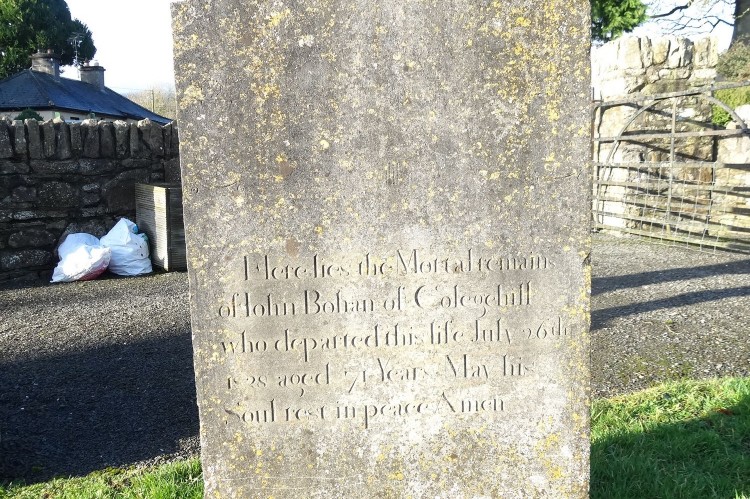 IHS
Here lies the Mortal remains
of John Bohan of Colegehill
who departed this life July 26th
1828 aged 71 Years May his
Soul rest in peace Amen